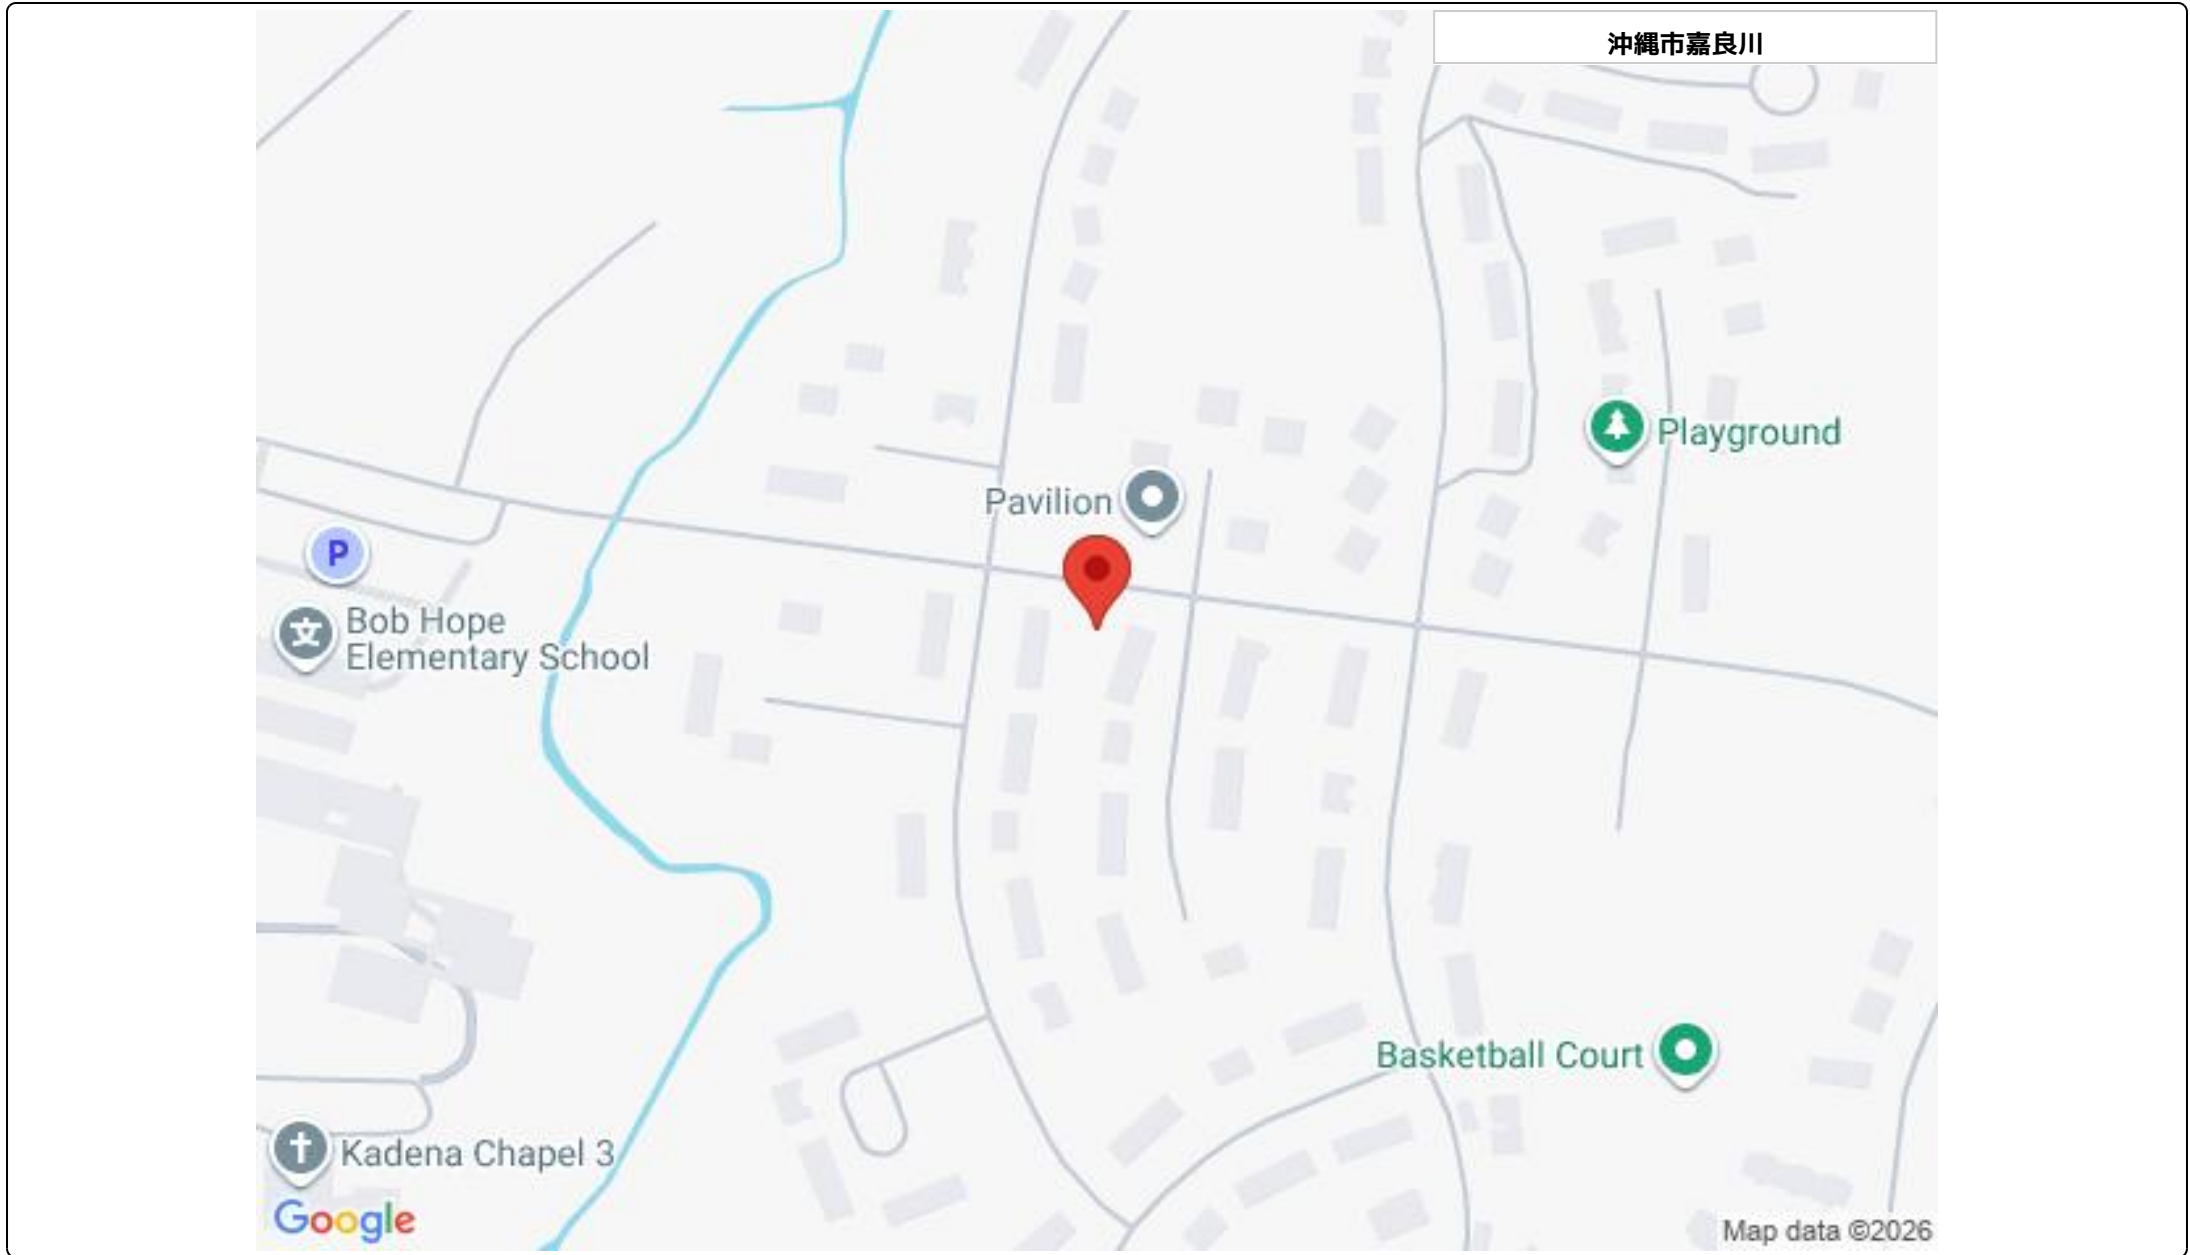 沖縄市嘉良川
Playground
Pavilion
P
Bob Hope
Elementary School
文
Basketball Court
Kadena Chapel 3
Google
Map data ©2026